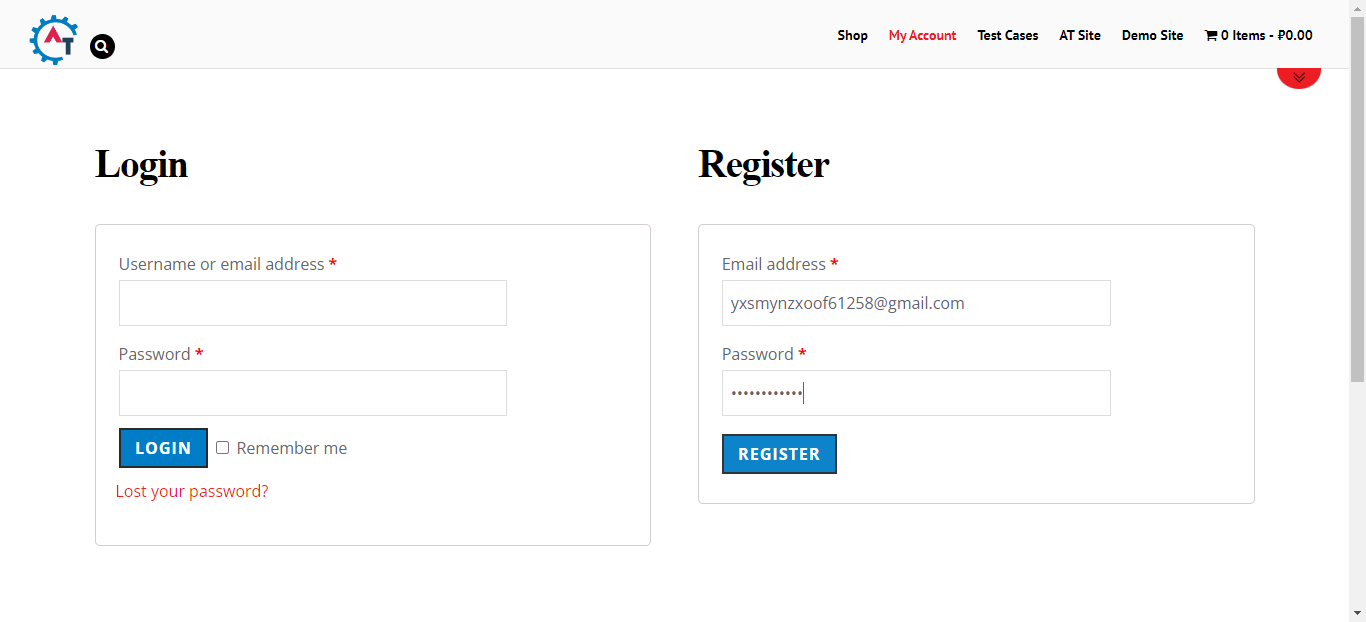 AT
Shop My Account Test Cases AT Site Demo Site 0 Items - ₽0.00
Login
Username or email address *
Password *
LOGIN Remember me
Lost your password?
Register
Email address *
yxsmynzxoof61258@gmail.com
Password *
••••••••••••
REGISTER